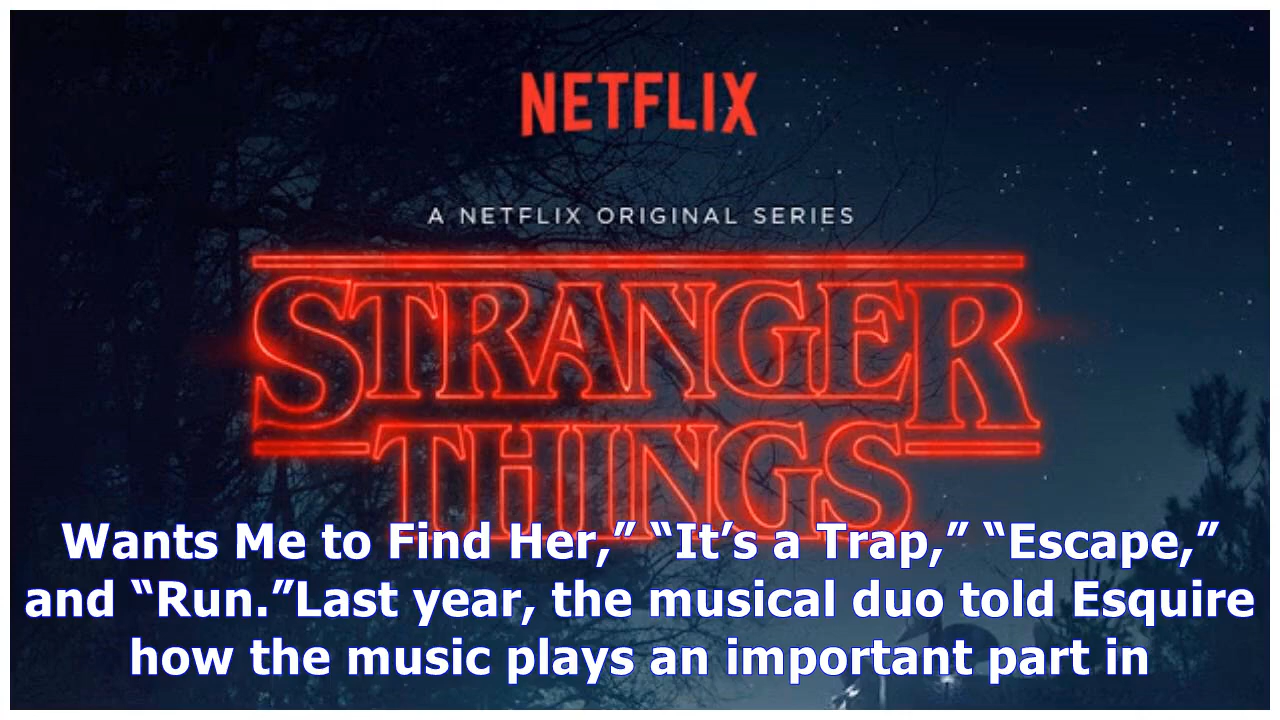 NETFLIX
A NETFLIX ORIGINAL SERIES
STRANGER
THINGS
Wants Me to Find Her,” “It’s a Trap,” “Escape,”
and “Run.”Last year, the musical duo told Esquire
how the music plays an important part in